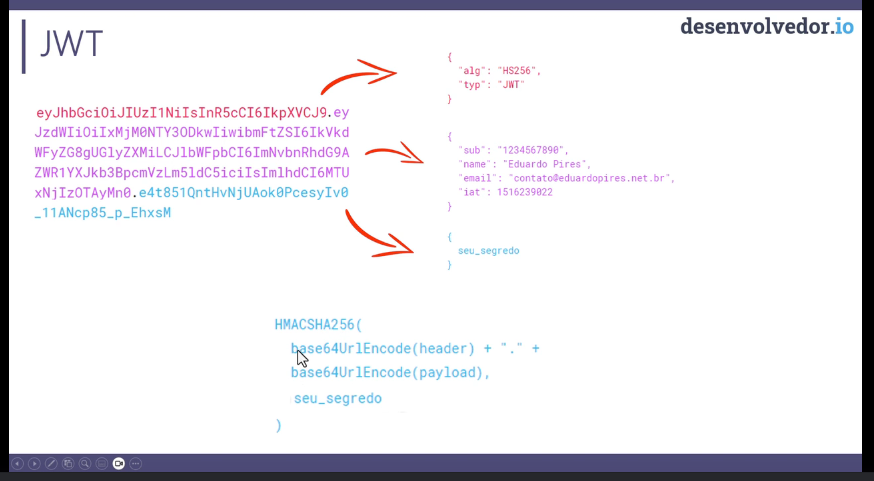 JWT
desenvolvedor.io
eyJhbGciOiJIUzI1NiIsInR5cCI6IkpXVCJ9.ey
JzdWIiOiIxMjM0NTY3ODkwIiwibmFtZSI6IkVkd
WFyZG8gUGlyZXMiLCJlbWFpbCI6ImNvbnRhdG9A
ZWR1YXJkb3BpcmVzLm5ldC5iciIsImlhdCI6MTU
xNjIzOTAyMn0.e4t851QntHvNjUAok0PcesyIv0
_11ANcp85_p_EhxsM
{
"alg": "HS256",
"typ": "JWT"
}
{
"sub": "1234567890",
"name": "Eduardo Pires",
"email": "contato@eduardopires.net.br",
"iat": 1516239022
}
{
seu_segredo
}
HMACSHA256(
base64UrlEncode(header) + "." +
base64UrlEncode(payload),
seu_segredo
)